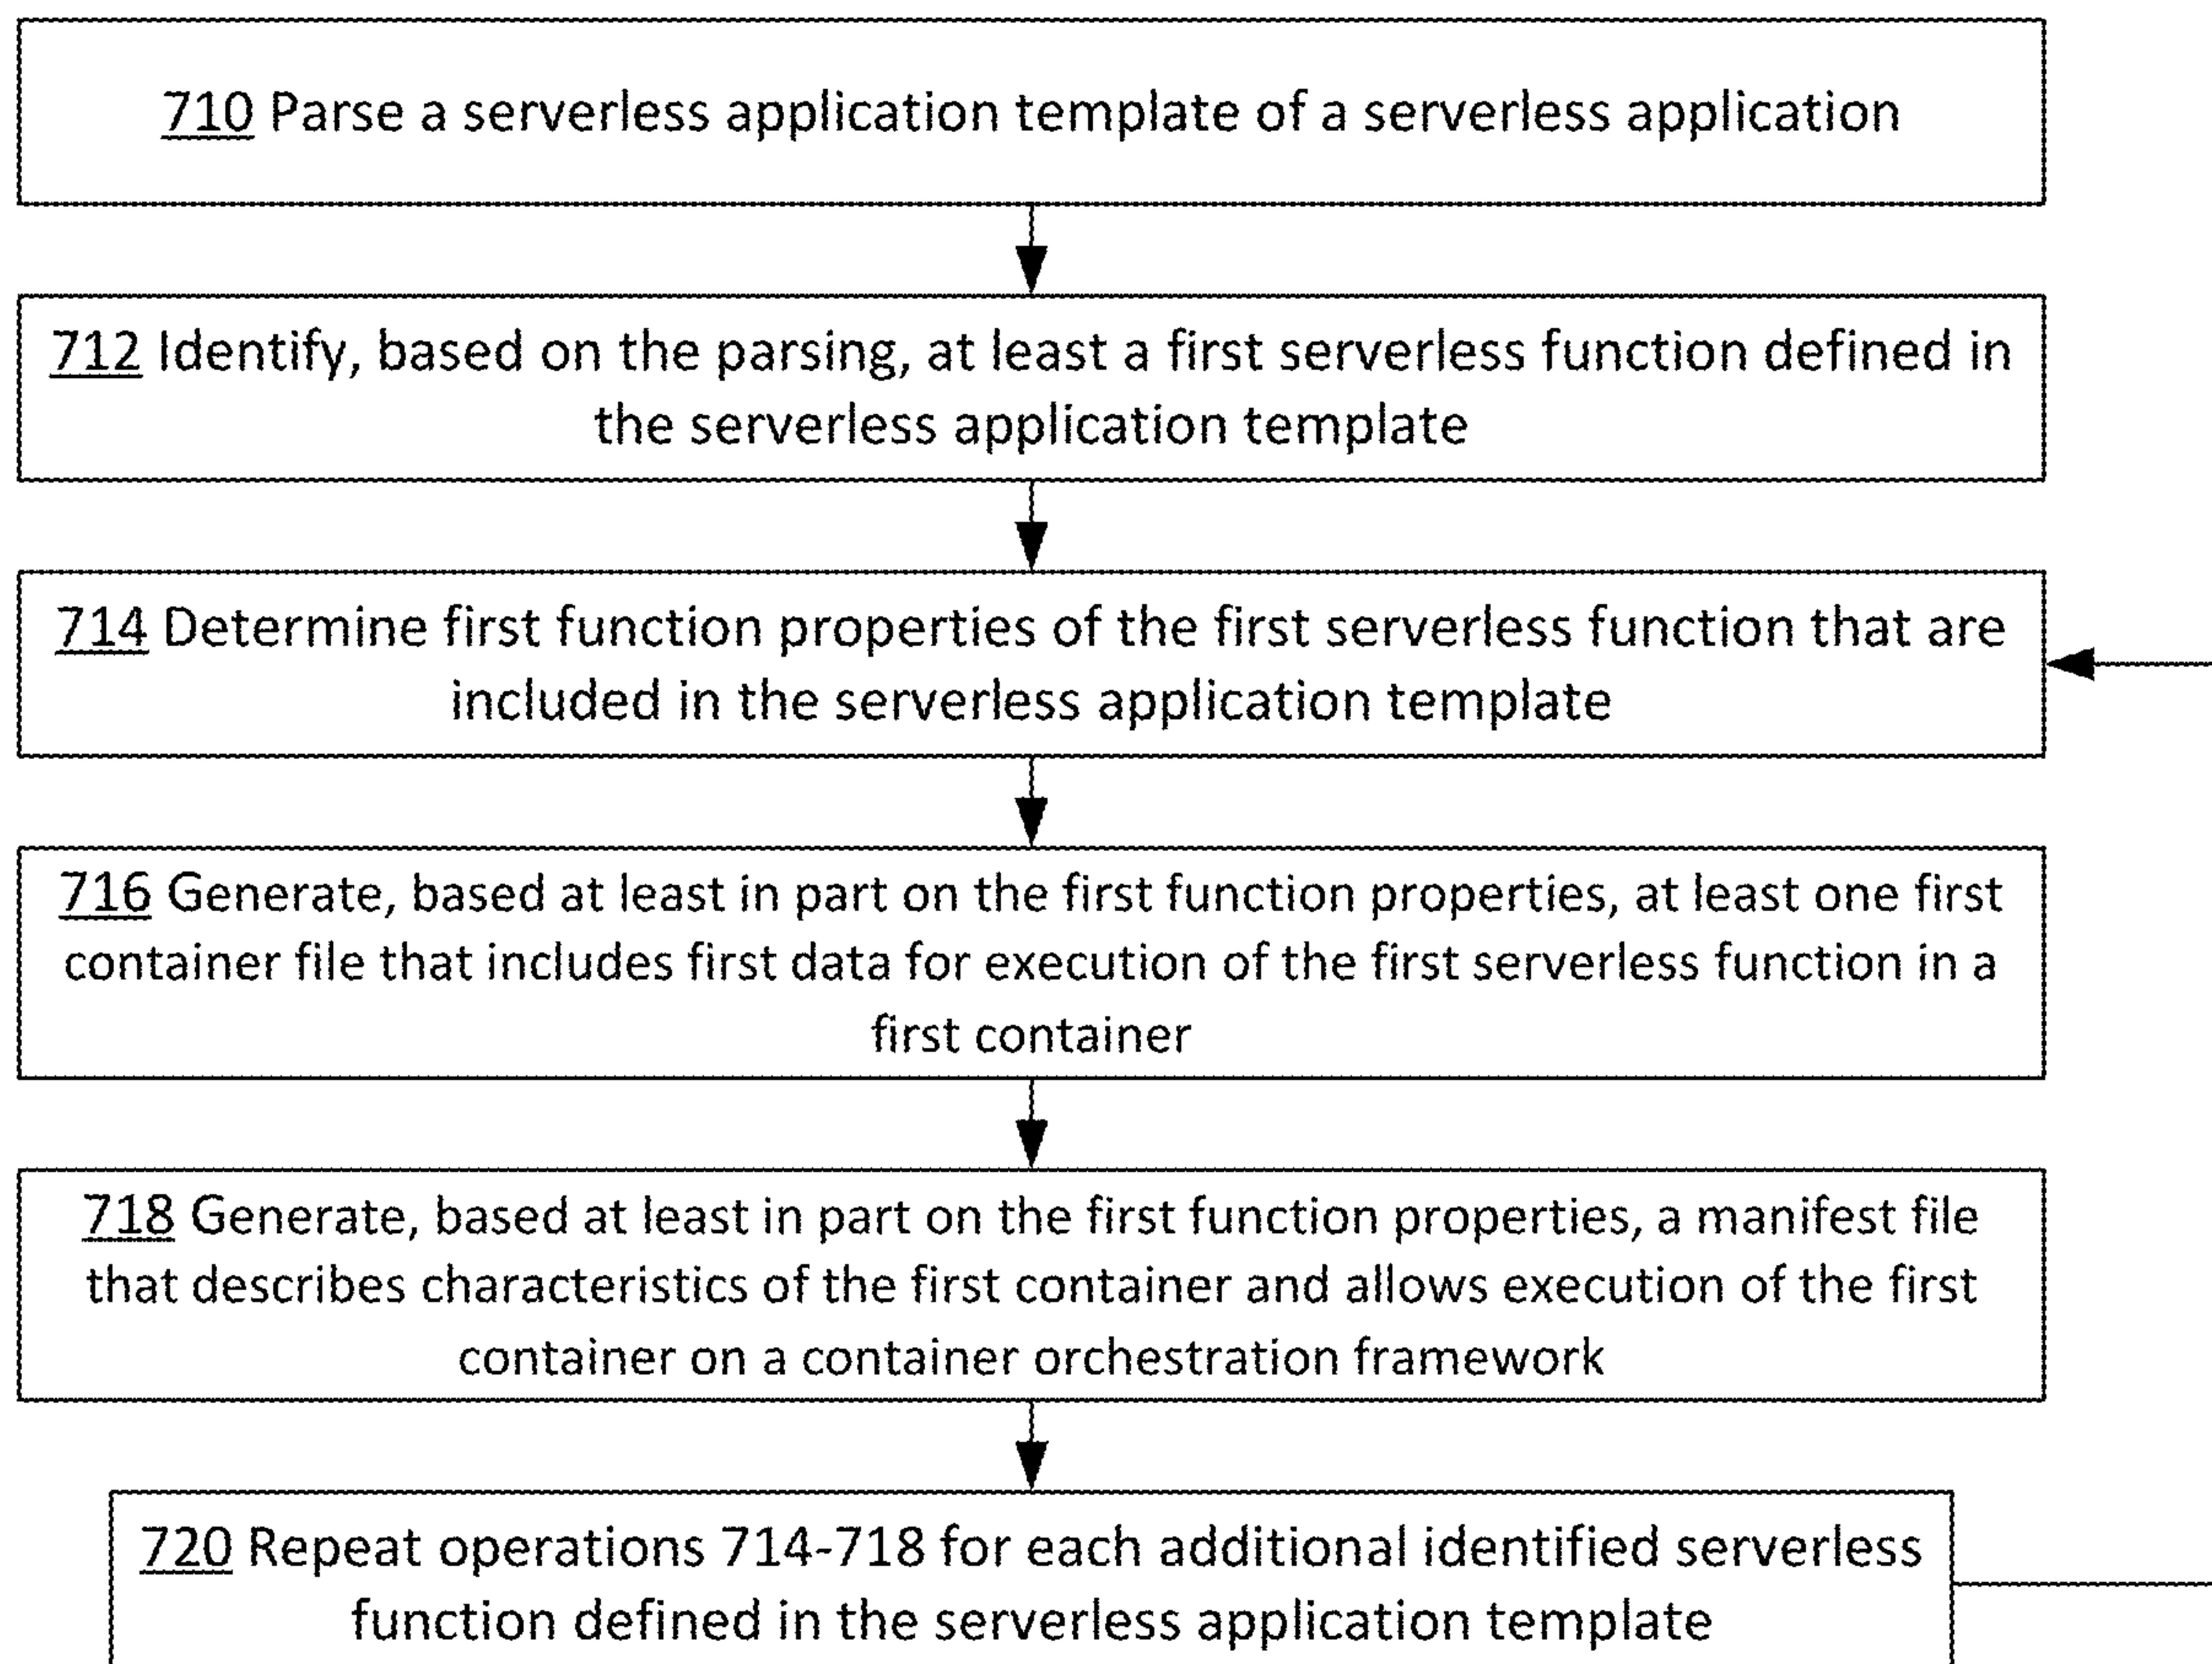 710 Parse a serverless application template of a serverless application
712 Identify, based on the parsing, at least a first serverless function defined in
the serverless application template
714 Determine first function properties of the first serverless function that are
included in the serverless application template
716 Generate, based at least in part on the first function properties, at least one first
container file that includes first data for execution of the first serverless function in a
first container
718 Generate, based at least in part on the first function properties, a manifest file
that describes characteristics of the first container and allows execution of the first
container on a container orchestration framework
720 Repeat operations 714-718 for each additional identified serverless
function defined in the serverless application template